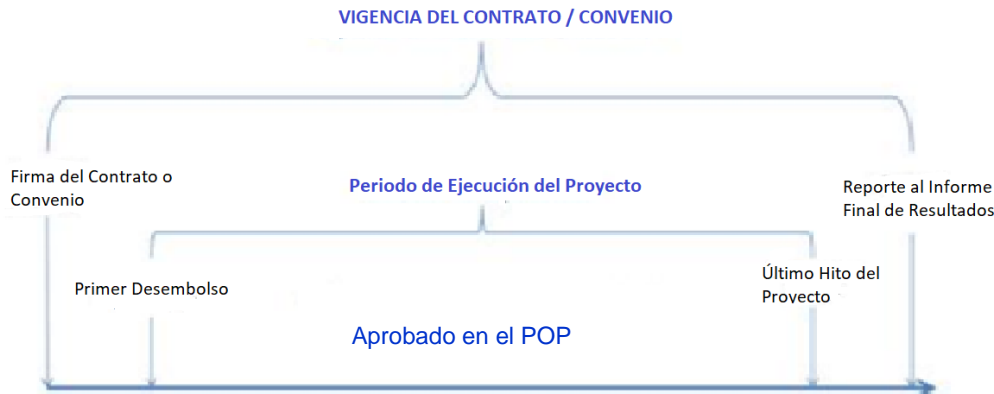 VIGENCIA DEL CONTRATO / CONVENIO
Firma del Contrato o
Convenio
Periodo de Ejecución del Proyecto
Reporte al Informe
Final de Resultados
Primer Desembolso
Último Hito del
Proyecto
Aprobado en el POP